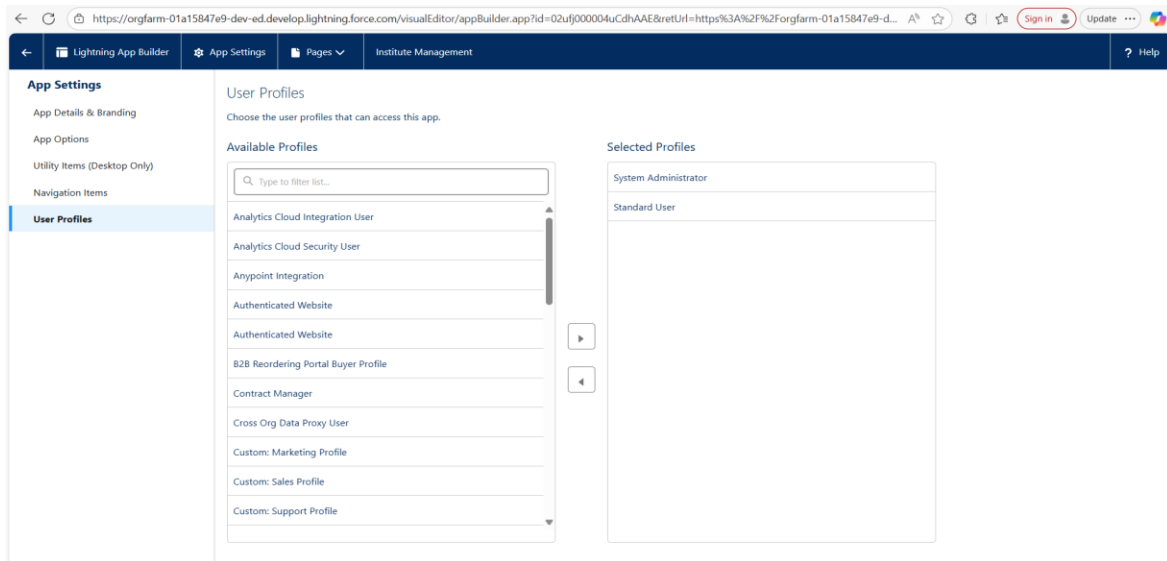 https://orgfarm-01a15847e9-dev-ed.develop.lightning.force.com/visualEditor/appBuilder.app?id=02ufj000004uCdhAAE&retUrl=https%3A%2F%2Forgfarm-01a15847e9-d...
Sign in
Update
Lightning App Builder
App Settings
Pages
Institute Management
? Help
App Settings
App Details & Branding
App Options
Utility Items (Desktop Only)
Navigation Items
User Profiles
User Profiles
Choose the user profiles that can access this app.
Available Profiles
Type to filter list...
Analytics Cloud Integration User
Analytics Cloud Security User
Anypoint Integration
Authenticated Website
Authenticated Website
B2B Reordering Portal Buyer Profile
Contract Manager
Cross Org Data Proxy User
Custom: Marketing Profile
Custom: Sales Profile
Custom: Support Profile
Selected Profiles
System Administrator
Standard User